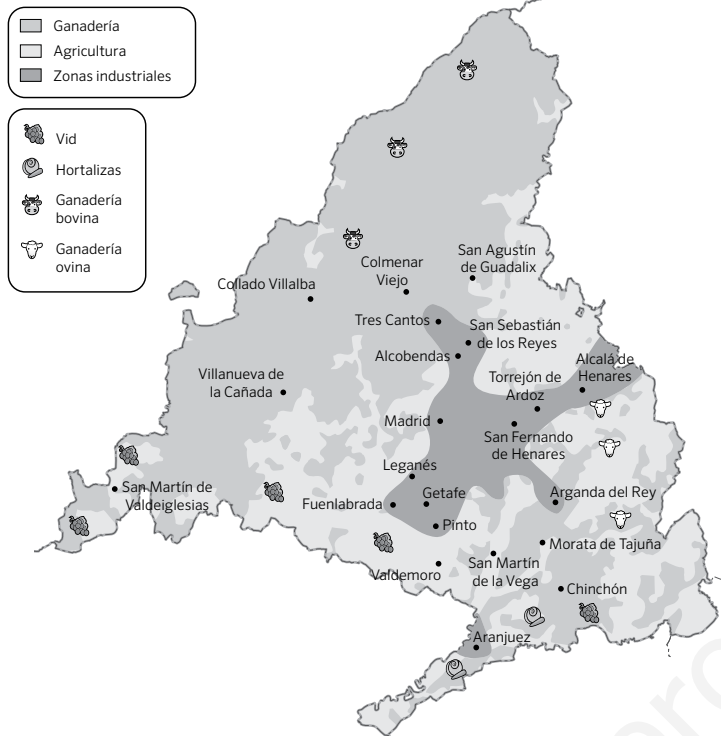 Ganadería
Agricultura
Zonas industriales
Vid
Hortalizas
Ganadería
bovina
Ganadería
ovina
San Agustín
de Guadalix
Colmenar
Viejo
Collado Villalba
Tres Cantos
San Sebastián
de los Reyes
Alcobendas
Alcalá de
Henares
Torrejón de
Ardoz
Villanueva de
la Cañada
Madrid
San Fernando
de Henares
Leganés
San Martín de
Valdeiglesias
Fuenlabrada
Getafe
Arganda del Rey
Pinto
Morata de Tajuña
Valdemoro
San Martín
de la Vega
Chinchón
Aranjuez